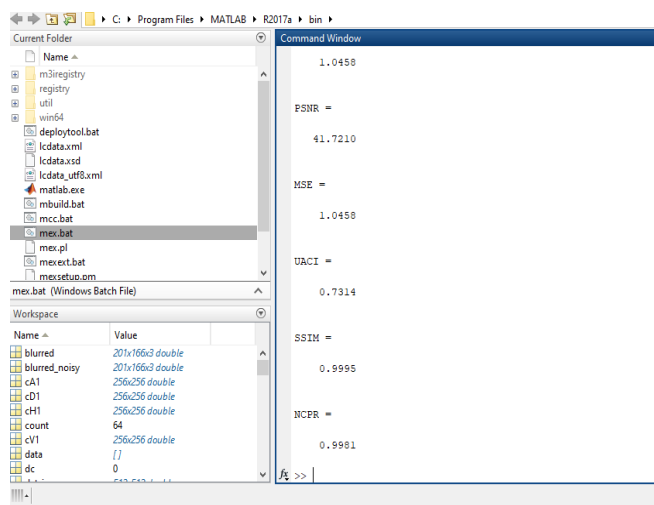 C: ▸ Program Files ▸ MATLAB ▸ R2017a ▸ bin ▸
Current Folder
Name
m3iregistry
registry
util
win64
deploytool.bat
lcdata.xml
lcdata.xsd
lcdata_utf8.xml
matlab.exe
mbuild.bat
mcc.bat
mex.bat
mex.pl
mexext.bat
mexsetup.pm
mex.bat (Windows Batch File)
Workspace
Name Value
blurred 201x166x3 double
blurred_noisy 201x166x3 double
cA1 256x256 double
cD1 256x256 double
cH1 256x256 double
count 64
cV1 256x256 double
data []
dc 0
Command Window
1.0458
PSNR =
41.7210
MSE =
1.0458
UACI =
0.7314
SSIM =
0.9995
NCPR =
0.9981
fx >>